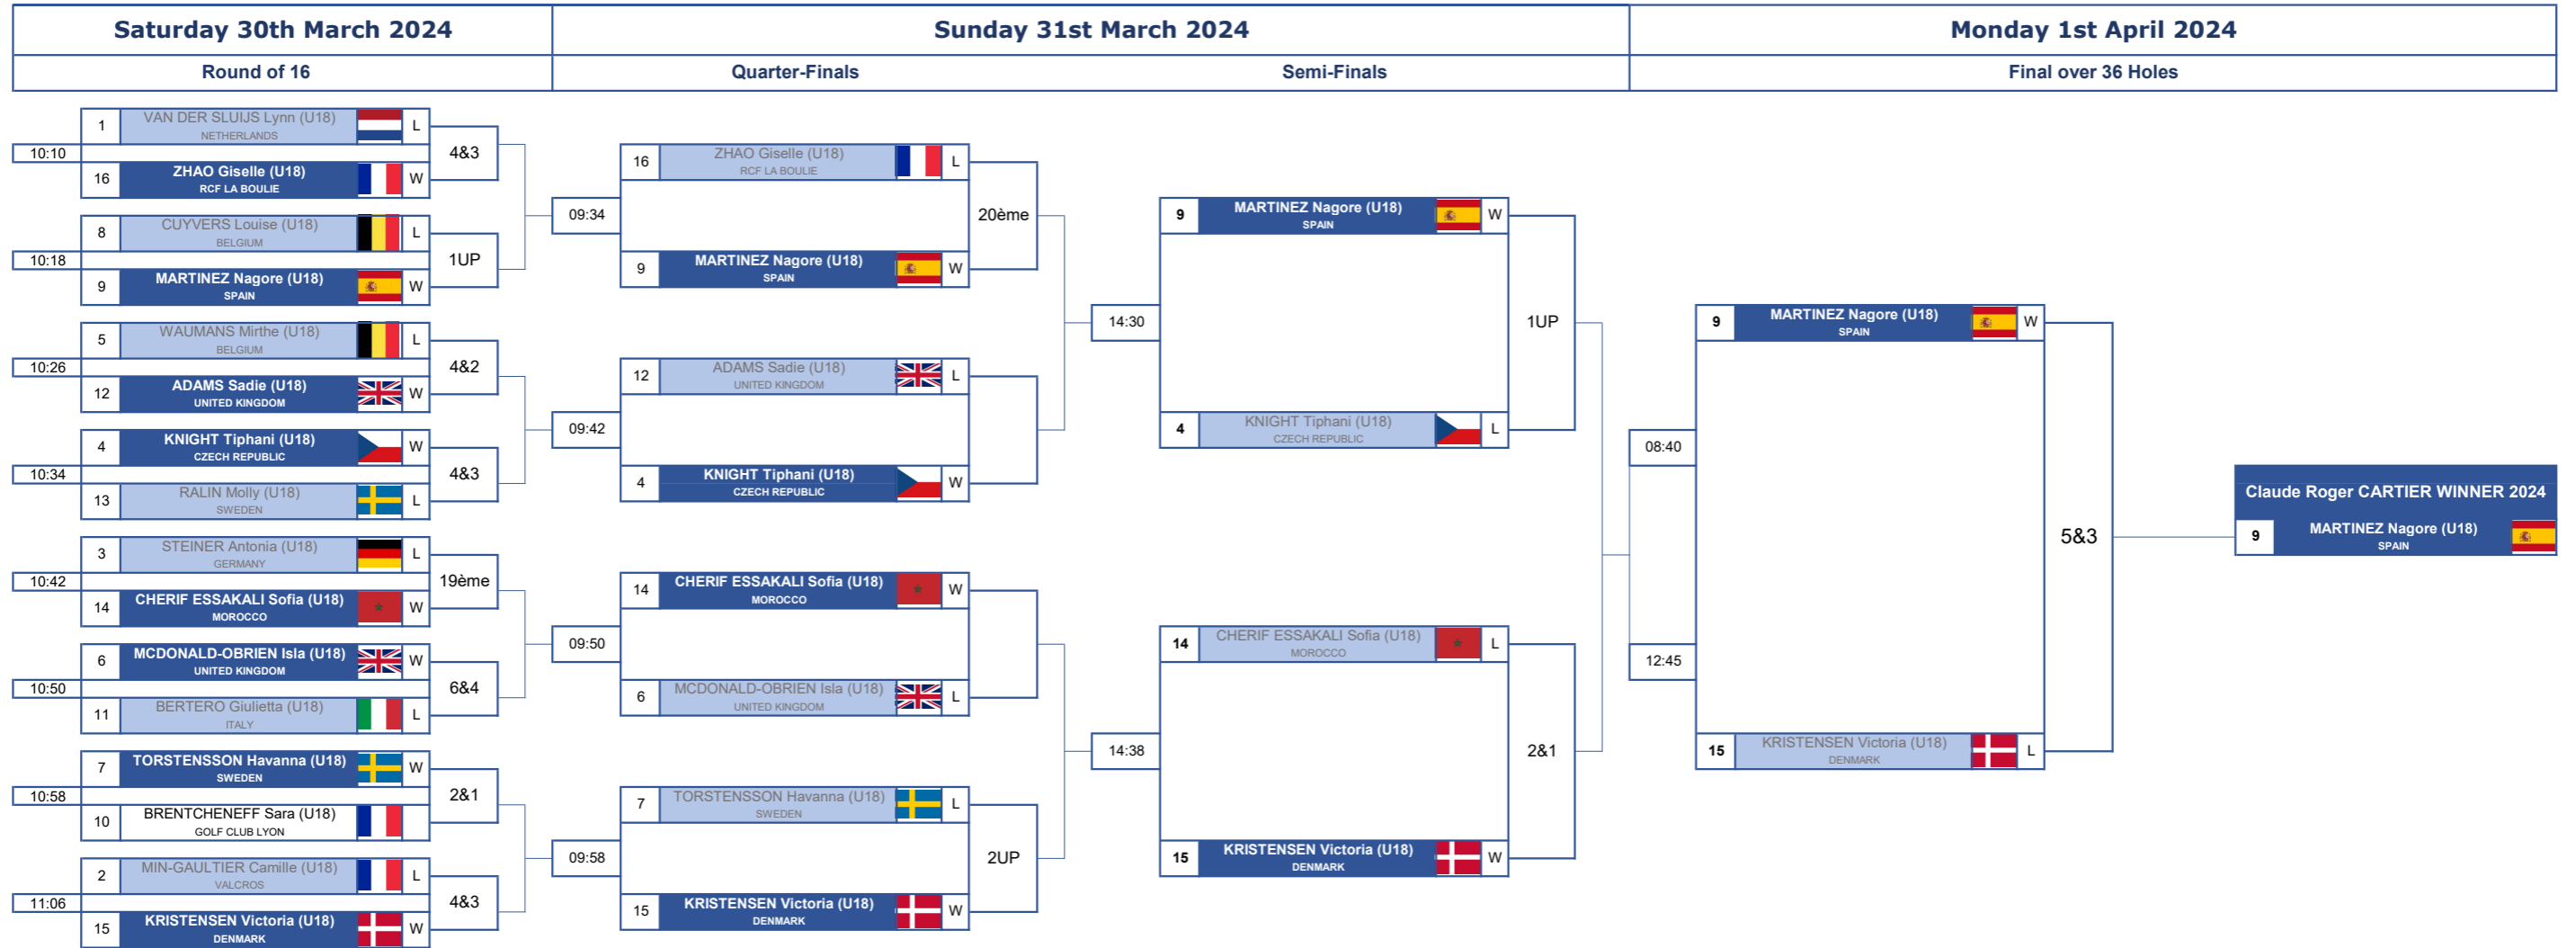 Saturday 30th March 2024
Sunday 31st March 2024
Monday 1st April 2024
Round of 16
Quarter-Finals
Semi-Finals
Final over 36 Holes
10:10
1
VAN DER SLUIJS Lynn (U18)
NETHERLANDS
L
16
ZHAO Giselle (U18)
RCF LA BOULIE
W
4&3
10:18
8
CUYVERS Louise (U18)
BELGIUM
L
9
MARTINEZ Nagore (U18)
SPAIN
W
1UP
10:26
5
WAUMANS Mirthe (U18)
BELGIUM
L
12
ADAMS Sadie (U18)
UNITED KINGDOM
W
4&2
10:34
4
KNIGHT Tiphani (U18)
CZECH REPUBLIC
W
13
RALIN Molly (U18)
SWEDEN
L
4&3
10:42
3
STEINER Antonia (U18)
GERMANY
L
14
CHERIF ESSAKALI Sofia (U18)
MOROCCO
W
19ème
10:50
6
MCDONALD-OBRIEN Isla (U18)
UNITED KINGDOM
W
11
BERTERO Giulietta (U18)
ITALY
L
6&4
10:58
7
TORSTENSSON Havanna (U18)
SWEDEN
W
10
BRENTCHENEFF Sara (U18)
GOLF CLUB LYON
2&1
11:06
2
MIN-GAULTIER Camille (U18)
VALCROS
L
15
KRISTENSEN Victoria (U18)
DENMARK
W
4&3
09:34
16
ZHAO Giselle (U18)
RCF LA BOULIE
L
9
MARTINEZ Nagore (U18)
SPAIN
W
20ème
09:42
12
ADAMS Sadie (U18)
UNITED KINGDOM
L
4
KNIGHT Tiphani (U18)
CZECH REPUBLIC
W
09:50
14
CHERIF ESSAKALI Sofia (U18)
MOROCCO
W
6
MCDONALD-OBRIEN Isla (U18)
UNITED KINGDOM
L
09:58
7
TORSTENSSON Havanna (U18)
SWEDEN
L
15
KRISTENSEN Victoria (U18)
DENMARK
W
2UP
14:30
9
MARTINEZ Nagore (U18)
SPAIN
W
4
KNIGHT Tiphani (U18)
CZECH REPUBLIC
L
1UP
14:38
14
CHERIF ESSAKALI Sofia (U18)
MOROCCO
L
15
KRISTENSEN Victoria (U18)
DENMARK
W
2&1
08:40
12:45
9
MARTINEZ Nagore (U18)
SPAIN
W
15
KRISTENSEN Victoria (U18)
DENMARK
L
5&3
Claude Roger CARTIER WINNER 2024
9
MARTINEZ Nagore (U18)
SPAIN